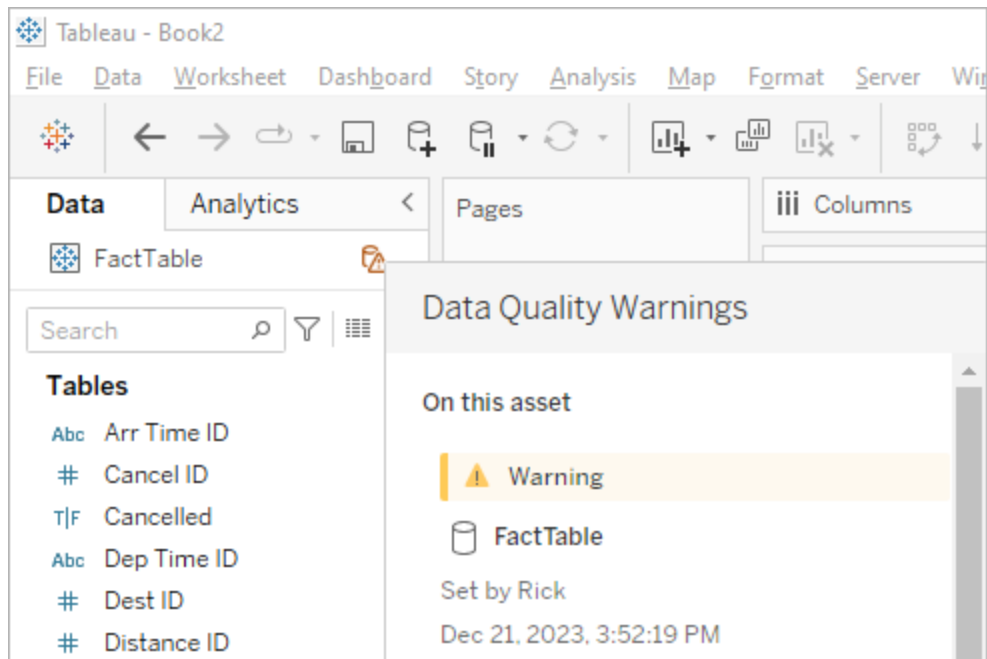 Tableau - Book2
File Data Worksheet Dashboard Story Analysis Map Format Server
Data Analytics
Pages
Columns
FactTable
Search
Tables
Abc Arr Time ID
# Cancel ID
T|F Cancelled
Abc Dep Time ID
# Dest ID
# Distance ID
Data Quality Warnings
On this asset
Warning
FactTable
Set by Rick
Dec 21, 2023, 3:52:19 PM